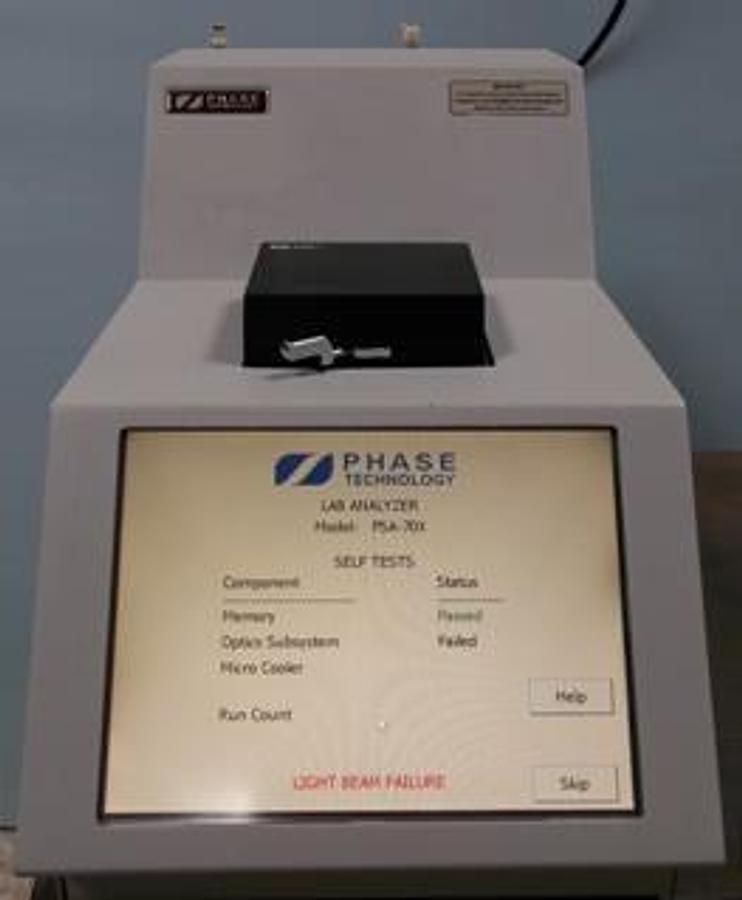 PHASE
PHASE
TECHNOLOGY
LAB ANALYZER
Model: PSA-70X
SELF TESTS
Component Status
Memory Passed
Optics Subsystem Failed
Micro Cooler
Help
Run Count
LIGHT BEAM FAILURE
Skip